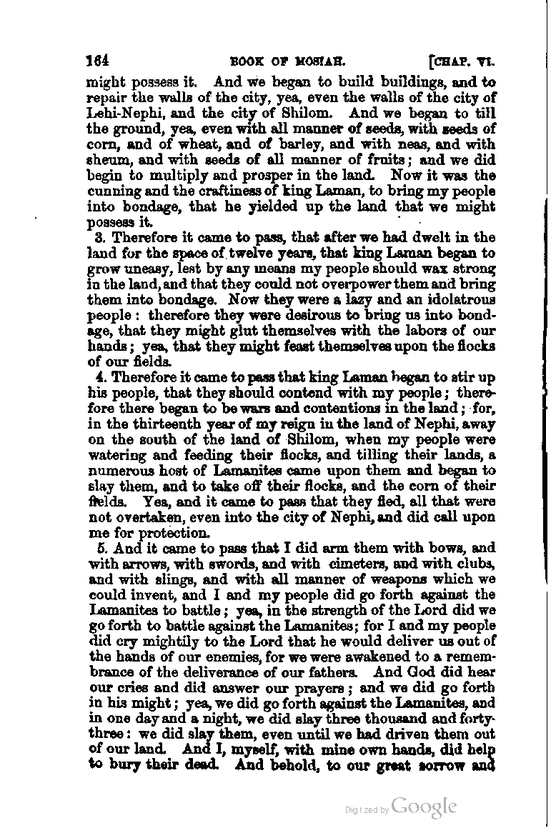 164 BOOK OF MOSIAH. [CHAP. VI.
might possess it. And we began to build buildings, and to
repair the walls of the city, yea, even the walls of the city of
Lehi-Nephi, and the city of Shilom. And we began to till
the ground, yea, even with all manner of seeds, with seeds of
corn, and of wheat, and of barley, and with neas, and with
sheum, and with seeds of all manner of fruits; and we did
begin to multiply and prosper in the land. Now it was the
cunning and the craftiness of king Laman, to bring my people
into bondage, that he yielded up the land that we might
possess it.
3. Therefore it came to pass, that after we had dwelt in the
land for the space of twelve years, that king Laman began to
grow uneasy, lest by any means my people should wax strong
in the land, and that they could not overpower them and bring
them into bondage. Now they were a lazy and an idolatrous
people: therefore they were desirous to bring us into bond-
age, that they might glut themselves with the labors of our
hands; yea, that they might feast themselves upon the flocks
of our fields.
4. Therefore it came to pass that king Laman began to stir up
his people, that they should contend with my people; there-
fore there began to be wars and contentions in the land; for,
in the thirteenth year of my reign in the land of Nephi, away
on the south of the land of Shilom, when my people were
watering and feeding their flocks, and tilling their lands, a
numerous host of Lamanites came upon them and began to
slay them, and to take off their flocks, and the corn of their
fields. Yea, and it came to pass that they fled, all that were
not overtaken, even into the city of Nephi, and did call upon
me for protection.
5. And it came to pass that I did arm them with bows, and
with arrows, with swords, and with cimeters, and with clubs,
and with slings, and with all manner of weapons which we
could invent, and I and my people did go forth against the
Lamanites to battle; yea, in the strength of the Lord did we
go forth to battle against the Lamanites; for I and my people
did cry mightily to the Lord that he would deliver us out of
the hands of our enemies, for we were awakened to a remem-
brance of the deliverance of our fathers. And God did hear
our cries and did answer our prayers; and we did go forth
in his might; yea, we did go forth against the Lamanites, and
in one day and a night, we did slay three thousand and forty-
three: we did slay them, even until we had driven them out
of our land. And I, myself, with mine own hands, did help
to bury their dead. And behold, to our great sorrow and
Digitized by Google